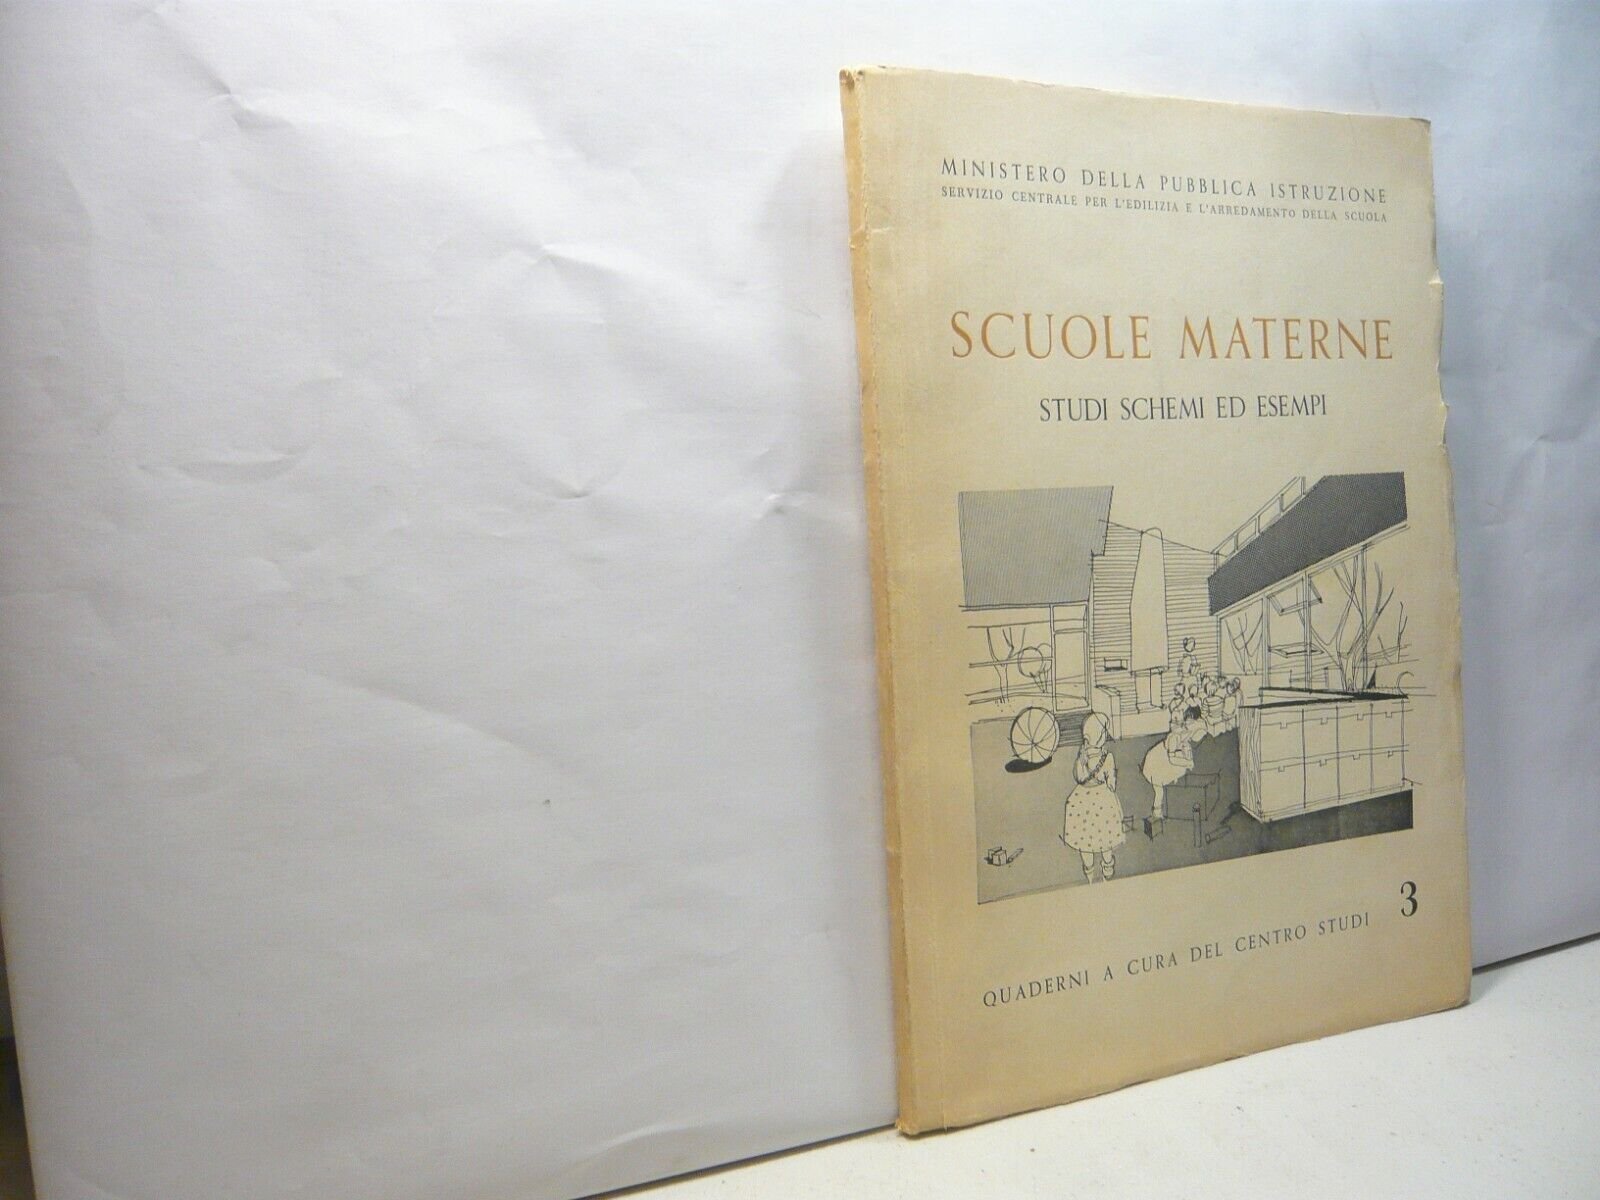 MINISTERO DELLA PUBBLICA ISTRUZIONE
SERVIZIO CENTRALE PER L'EDILIZIA E L'ARREDAMENTO DELLA SCUOLA
SCUOLE MATERNE
STUDI SCHEMI ED ESEMPI
QUADERNI A CURA DEL CENTRO STUDI 3